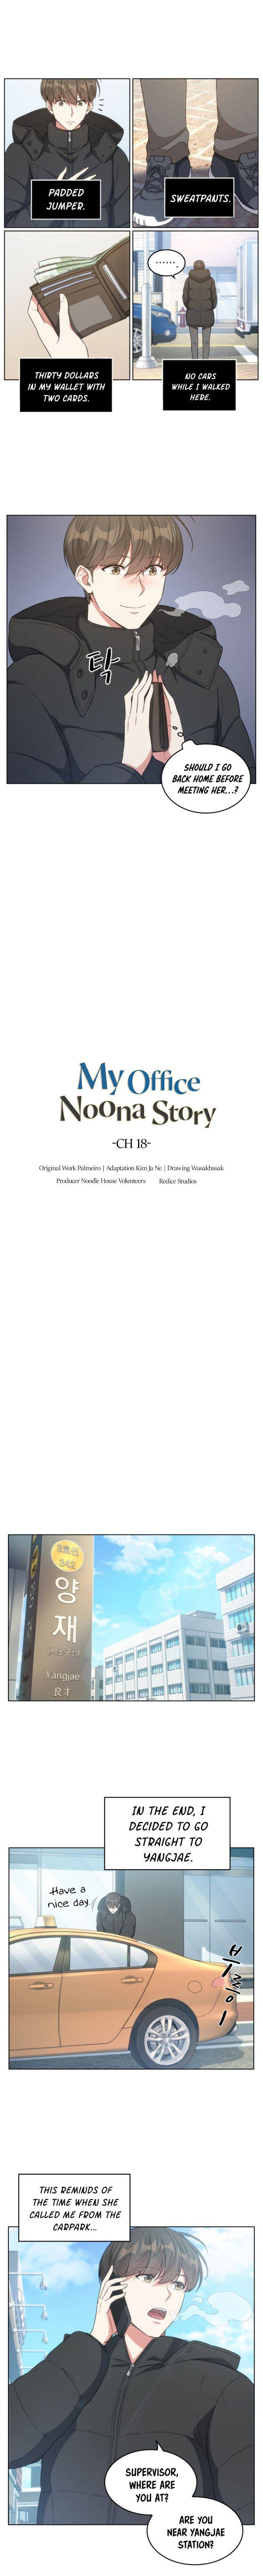 PADDED
JUMPER.
SWEATPANTS.
THIRTY DOLLARS
IN MY WALLET WITH
TWO CARDS.
.......
NO CARS
WHILE I WALKED
HERE.
탁
SHOULD I GO
BACK HOME BEFORE
MEETING HER...?
My Office
Noona Story
-CH 18-
Original Work Palmeiro | Adaptation Kim Ja Ne | Drawing Wasakbasak
Producer Noodle House Volunteers Redice Studios
342
양
재
Yangjae
良才
IN THE END, I
DECIDED TO GO
STRAIGHT TO
YANGJAE.
Have a
nice day.
THIS REMINDS OF
THE TIME WHEN SHE
CALLED ME FROM THE
CARPARK...
SUPERVISOR,
WHERE ARE
YOU AT?
ARE YOU
NEAR YANGJAE
STATION?